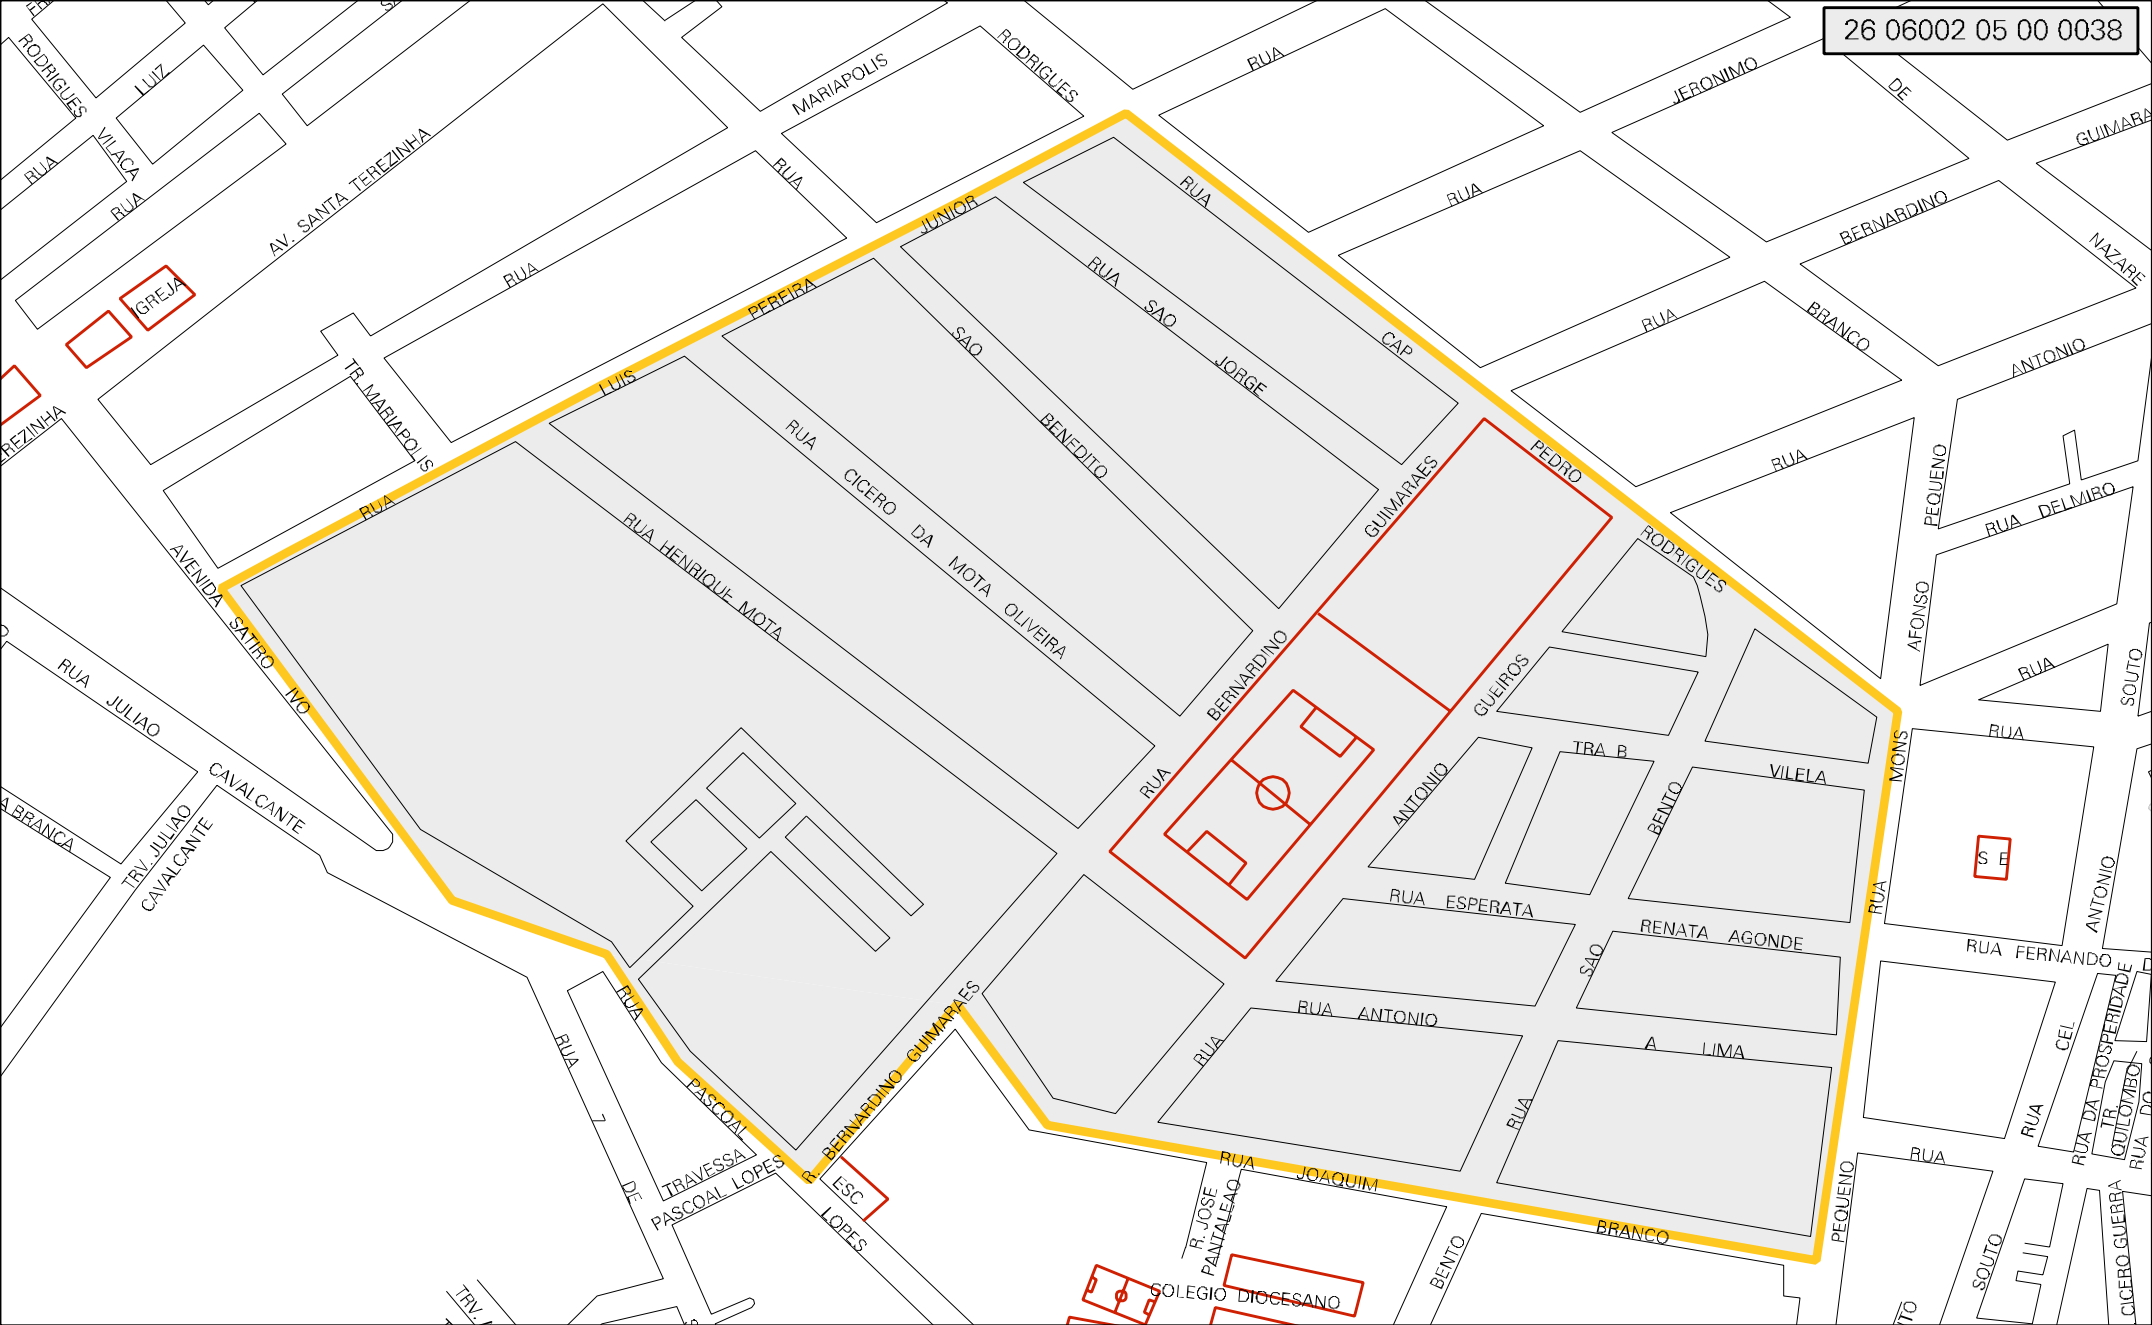 26 06002 05 00 0038
RODRIGUES
LUIZ
VILACA
RUA
RUA
AV. SANTA TEREZINHA
MARIAPOLIS
RODRIGUES
RUA
JERONIMO
DE
RUA
RUA
IGREJA
RUA
JUNIOR
PEREIRA
LUIS
RUA
TR. MARIAPOLIS
RUA
BERNARDINO
NAZARE
RUA
BRANCO
ANTONIO
RUA
CAP
PEDRO
RODRIGUES
RUA SAO JORGE
SAO BENEDITO
RUA CICERO DA MOTA OLIVEIRA
RUA HENRIQUE MOTA
RUA BERNARDINO GUIMARAES
RUA
PEQUENO
AFONSO
RUA DELMIRO
RUA
SOUTO
RUA
MONS
AVENIDA
SATIRO IVO
RUA JULIAO
CAVALCANTE
TRV. JULIAO
CAVALCANTE
A BRANCA
ANTONIO GUEIROS
TRA B VILELA
BENTO
S E
RUA
ANTONIO
RUA ESPERATA
RENATA AGONDE
RUA FERNANDO
SAO
RUA ANTONIO
A LIMA
RUA
RUA
CEL
RUA
RUA DA PROSPERIDADE
TR. QUILOMBO
RUA DO
RUA
7
DE
RUA
PASCOAL
LOPES
TRAVESSA
PASCOAL LOPES
R. BERNARDINO GUIMARAES
ESC
RUA JOAQUIM
BRANCO
R. JOSE
PANTALEAO
BENTO
PEQUENO
RUA
SOUTO
CICERO GUERRA
COLEGIO DIOCESANO